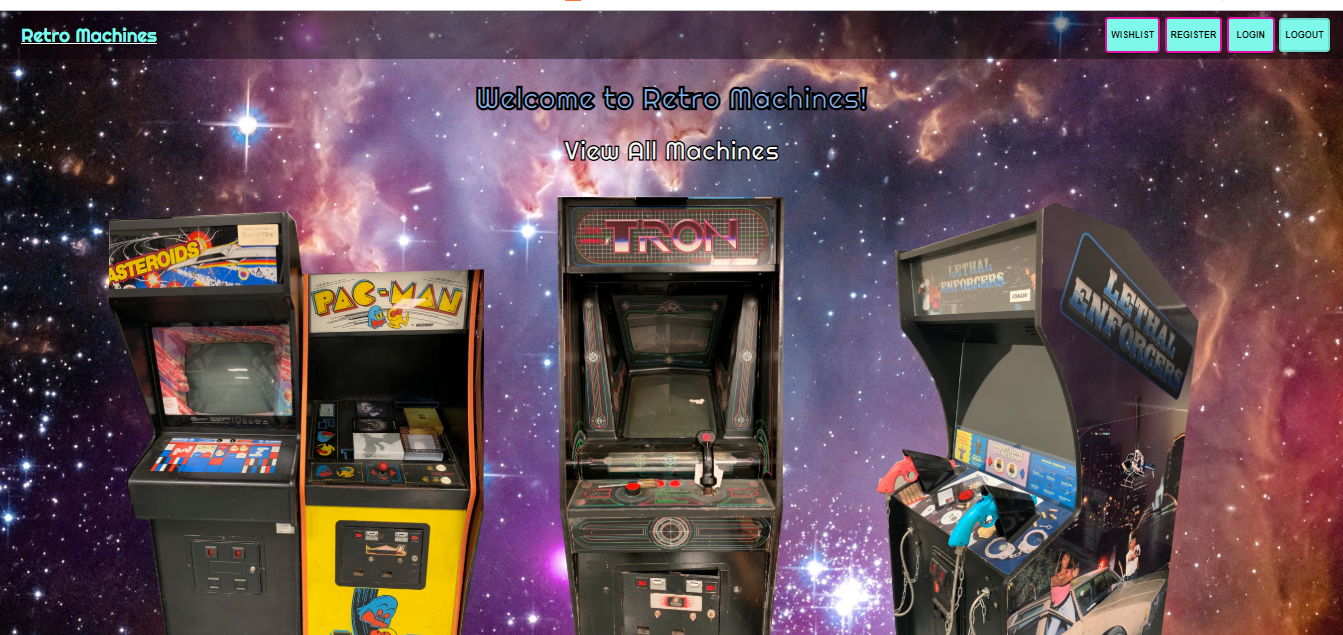 Retro Machines
WISHLIST REGISTER LOGIN LOGOUT
Welcome to Retro Machines!
View All Machines
ASTEROIDS
PAC-MAN
TRON
LETHAL
ENFORCERS
LETHAL
ENFORCERS